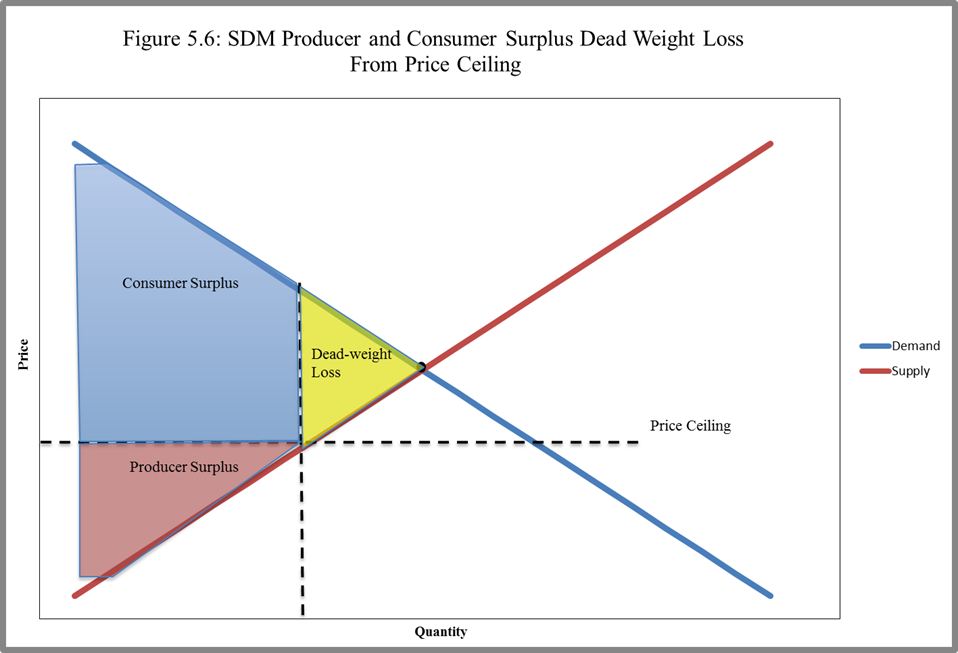 Figure 5.6: SDM Producer and Consumer Surplus Dead Weight Loss
From Price Ceiling
Consumer Surplus
Dead-weight
Loss
Price
Demand
Supply
Price Ceiling
Producer Surplus
Quantity